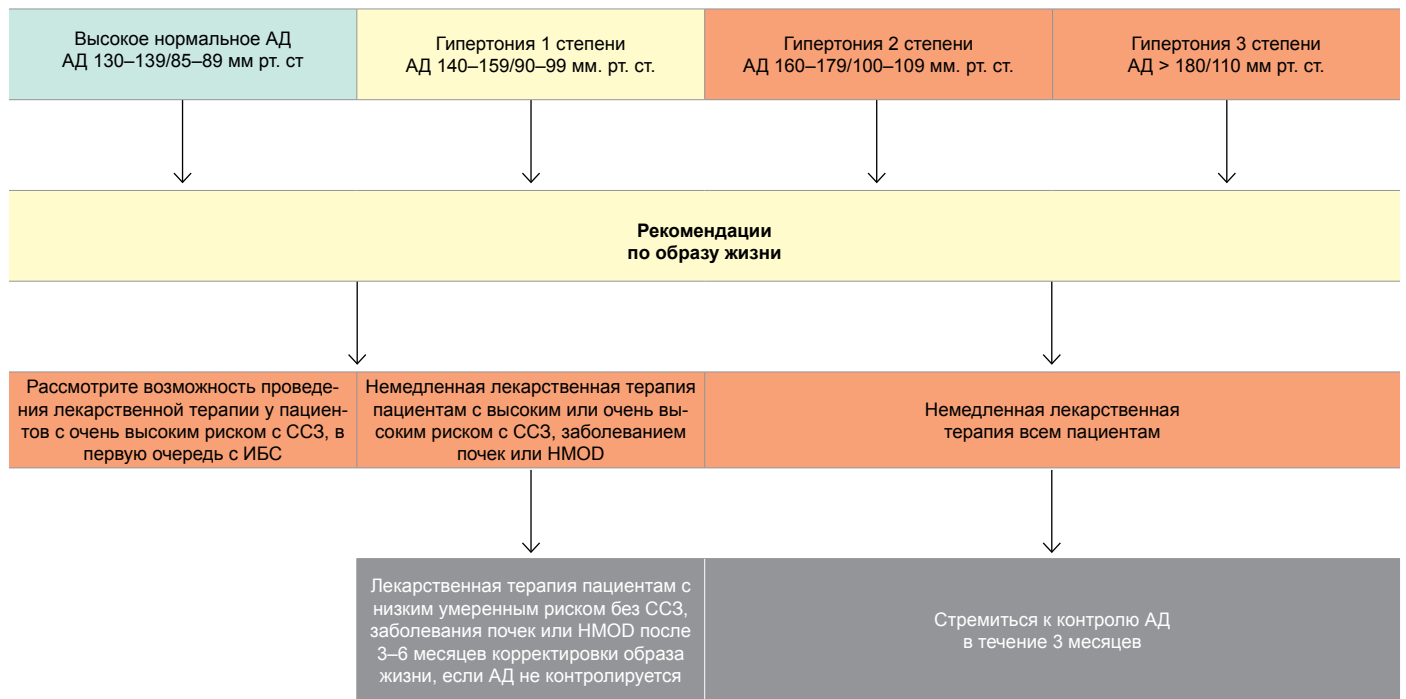 Высокое нормальное АД
АД 130–139/85–89 мм рт. ст
Гипертония 1 степени
АД 140–159/90–99 мм. рт. ст.
Гипертония 2 степени
АД 160–179/100–109 мм. рт. ст.
Гипертония 3 степени
АД > 180/110 мм рт. ст.
Рекомендации
по образу жизни
Рассмотрите возможность проведе-
ния лекарственной терапии у пациен-
тов с очень высоким риском с ССЗ, в
первую очередь с ИБС
Немедленная лекарственная терапия
пациентам с высоким или очень вы-
соким риском с ССЗ, заболеванием
почек или HMOD
Немедленная лекарственная
терапия всем пациентам
Лекарственная терапия пациентам с
низким умеренным риском без ССЗ,
заболевания почек или HMOD после
3–6 месяцев корректировки образа
жизни, если АД не контролируется
Стремиться к контролю АД
в течение 3 месяцев